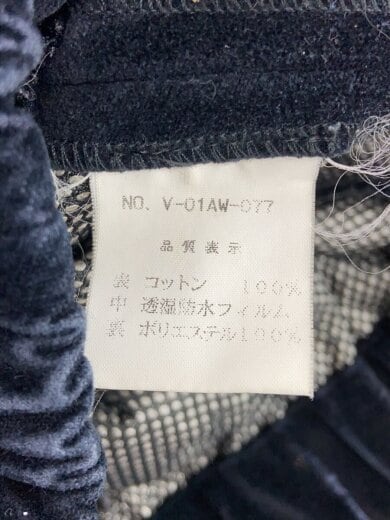 NO. V-01AW-077
品質表示
表 コットン 100%
中 透湿防水フィルム
裏 ポリエステル100%